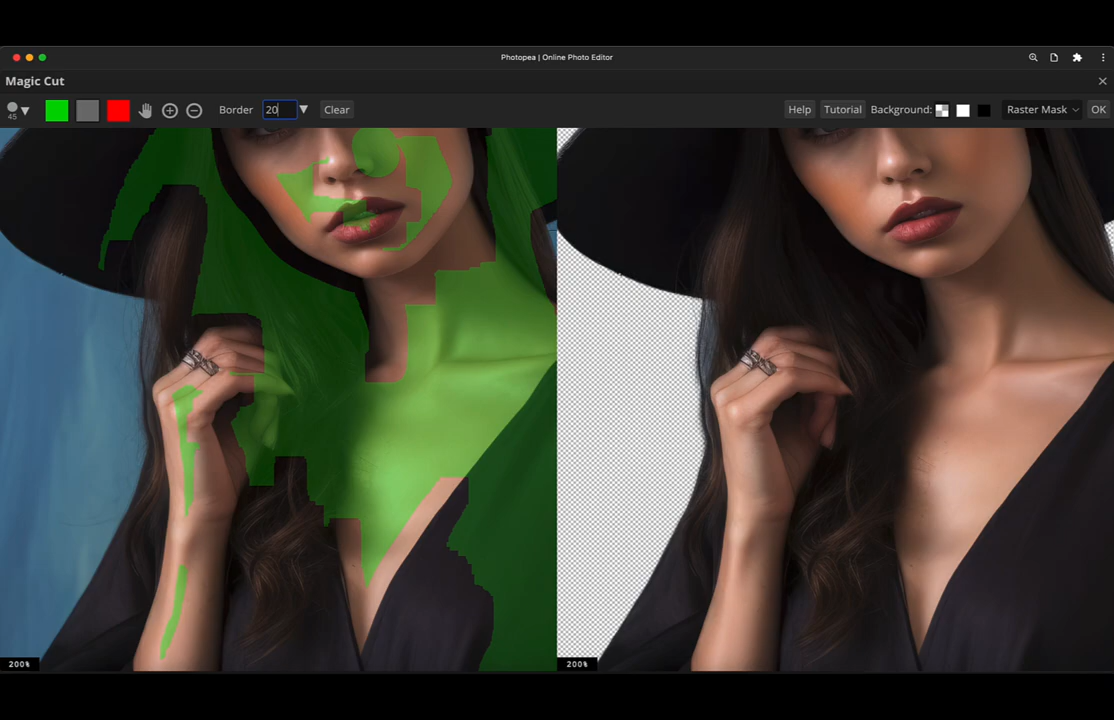 Photopea | Online Photo Editor
Magic Cut
45
Border 20 Clear Help Tutorial Background: Raster Mask OK
200%
200%